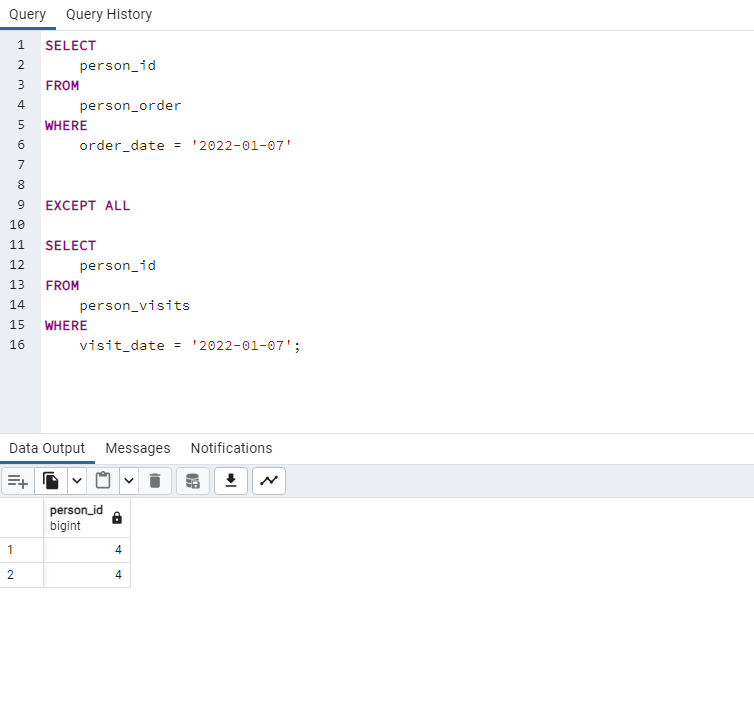 Query Query History
1 SELECT
2 person_id
3 FROM
4 person_order
5 WHERE
6 order_date = '2022-01-07'
7
8
9 EXCEPT ALL
10
11 SELECT
12 person_id
13 FROM
14 person_visits
15 WHERE
16 visit_date = '2022-01-07';
Data Output Messages Notifications
person_id
bigint
1 4
2 4